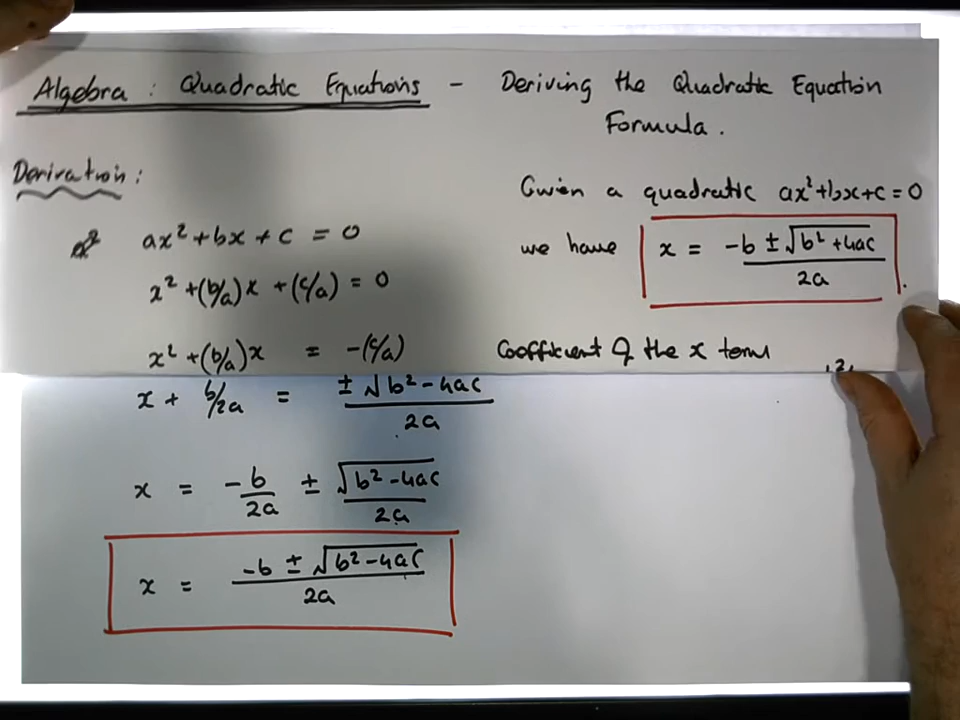 Algebra : Quadratic Equations - Deriving the Quadratic Equation
Formula.
Derivation:
Given a quadratic ax²+bx+c=0
we have x = -b ± √b² +4ac / 2a.
ax² + bx + c = 0
x² + (b/a)x + (c/a) = 0
x² + (b/a)x = -(c/a)
Coefficient of the x term
x + b/2a = ± √b² - 4ac / 2a
x = -b/2a ± √b² - 4ac / 2a
x = -b ± √b² - 4ac / 2a